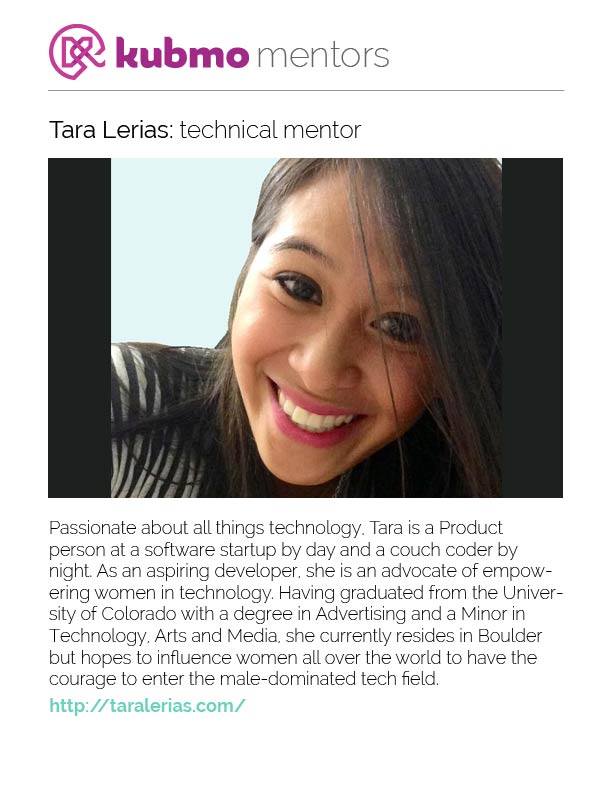 kubmo mentors
Tara Lerias: technical mentor
Passionate about all things technology, Tara is a Product
person at a software startup by day and a couch coder by
night. As an aspiring developer, she is an advocate of empow-
ering women in technology. Having graduated from the Univer-
sity of Colorado with a degree in Advertising and a Minor in
Technology, Arts and Media, she currently resides in Boulder
but hopes to influence women all over the world to have the
courage to enter the male-dominated tech field.
http://taralerias.com/